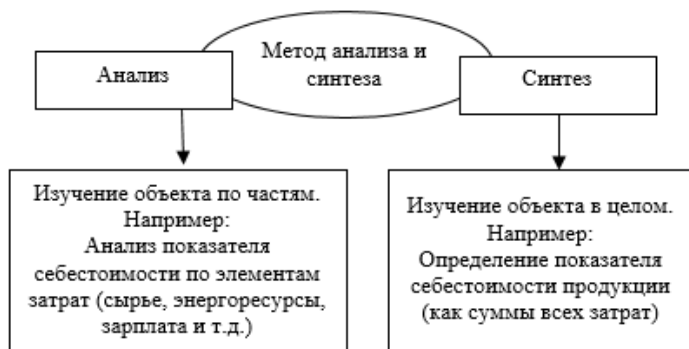 Метод анализа и
синтеза
Анализ
Синтез
Изучение объекта по частям.
Например:
Анализ показателя
себестоимости по элементам
затрат (сырье, энергоресурсы,
зарплата и т.д.)
Изучение объекта в целом.
Например:
Определение показателя
себестоимости продукции
(как суммы всех затрат)